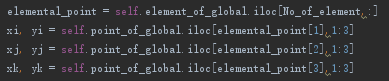 elemental_point = self.element_of_global.iloc[No_of_element,:]
xi, yi = self.point_of_global.iloc[elemental_point[1],1:3]
xj, yj = self.point_of_global.iloc[elemental_point[2],1:3]
xk, yk = self.point_of_global.iloc[elemental_point[3],1:3]